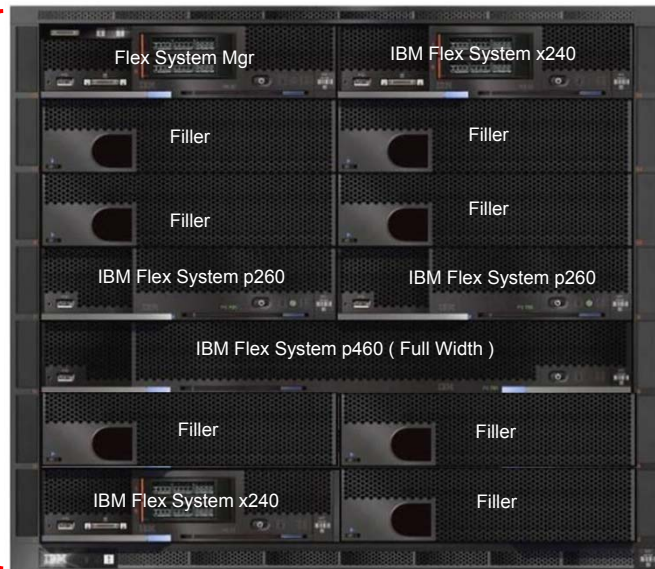 Flex System Mgr
IBM Flex System x240
Filler
Filler
Filler
Filler
IBM Flex System p260
IBM Flex System p260
IBM Flex System p460 ( Full Width )
Filler
Filler
IBM Flex System x240
Filler
IBM